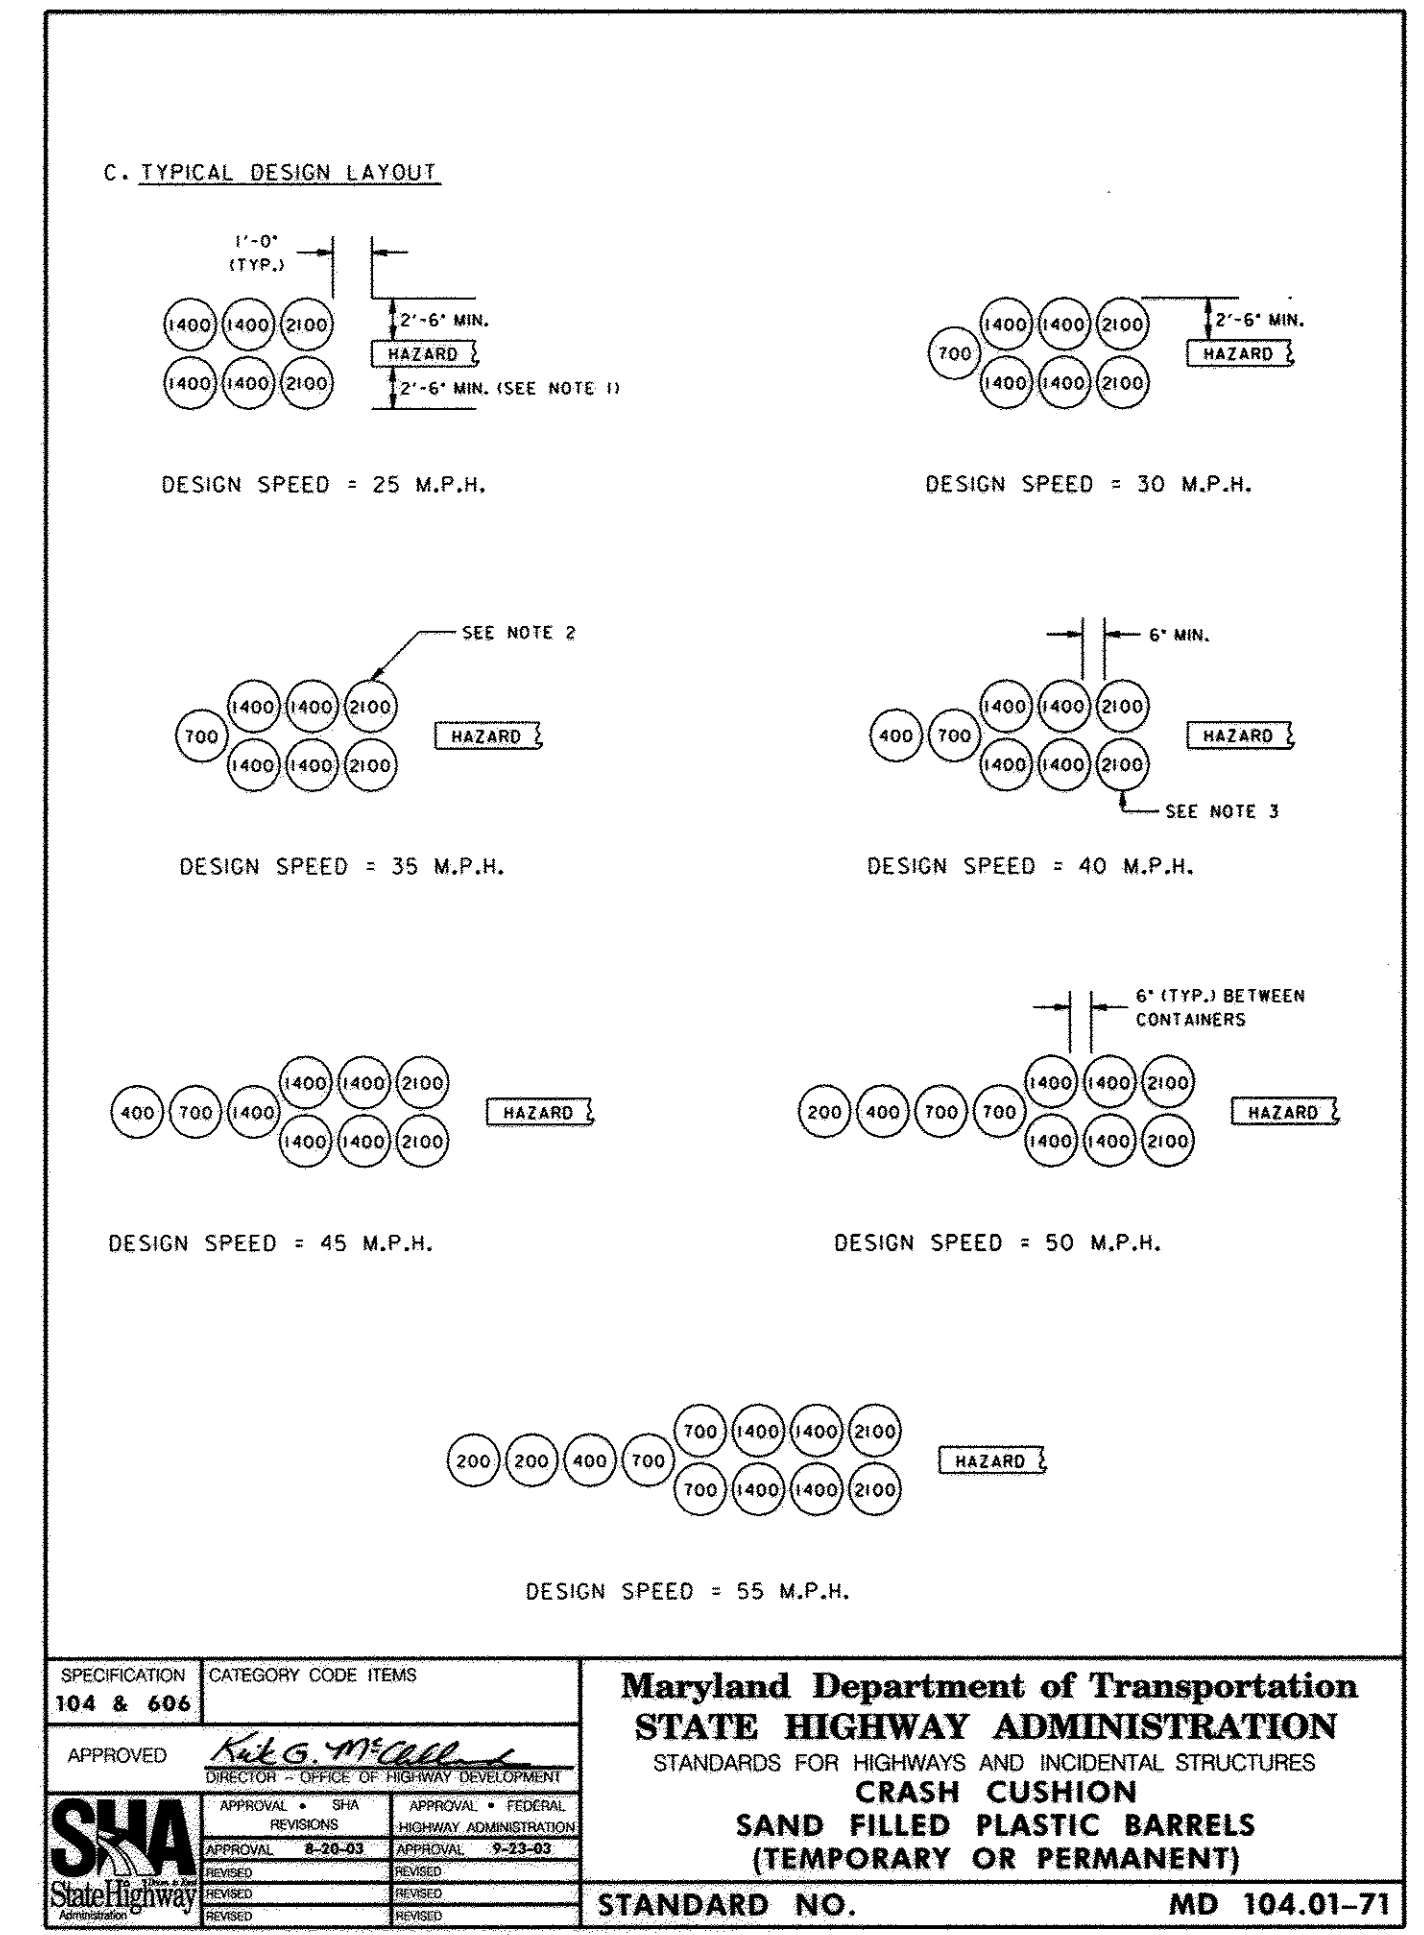 C. TYPICAL DESIGN LAYOUT
1'-0"
(TYP.)
1400 1400 2100
2'-6" MIN.
HAZARD
1400 1400 2100
2'-6" MIN. (SEE NOTE 1)
DESIGN SPEED = 25 M.P.H.
1400 1400 2100
2'-6" MIN.
700
HAZARD
1400 1400 2100
DESIGN SPEED = 30 M.P.H.
SEE NOTE 2
1400 1400 2100
700
HAZARD
1400 1400 2100
DESIGN SPEED = 35 M.P.H.
6" MIN.
1400 1400 2100
400 700
HAZARD
1400 1400 2100
SEE NOTE 3
DESIGN SPEED = 40 M.P.H.
1400 1400 2100
400 700 1400
HAZARD
1400 1400 2100
DESIGN SPEED = 45 M.P.H.
6" (TYP.) BETWEEN
CONTAINERS
1400 1400 2100
200 400 700 700
HAZARD
1400 1400 2100
DESIGN SPEED = 50 M.P.H.
700 1400 1400 2100
200 200 400 700
HAZARD
700 1400 1400 2100
DESIGN SPEED = 55 M.P.H.
SPECIFICATION
104 & 606
CATEGORY CODE ITEMS
APPROVED
Kirk G. McClelland
DIRECTOR - OFFICE OF HIGHWAY DEVELOPMENT
SHA
StateHighway
Administration
APPROVAL • SHA
REVISIONS
APPROVAL 8-20-03
REVISED
REVISED
REVISED
APPROVAL • FEDERAL
HIGHWAY ADMINISTRATION
APPROVAL 9-23-03
REVISED
REVISED
REVISED
Maryland Department of Transportation
STATE HIGHWAY ADMINISTRATION
STANDARDS FOR HIGHWAYS AND INCIDENTAL STRUCTURES
CRASH CUSHION
SAND FILLED PLASTIC BARRELS
(TEMPORARY OR PERMANENT)
STANDARD NO. MD 104.01-71